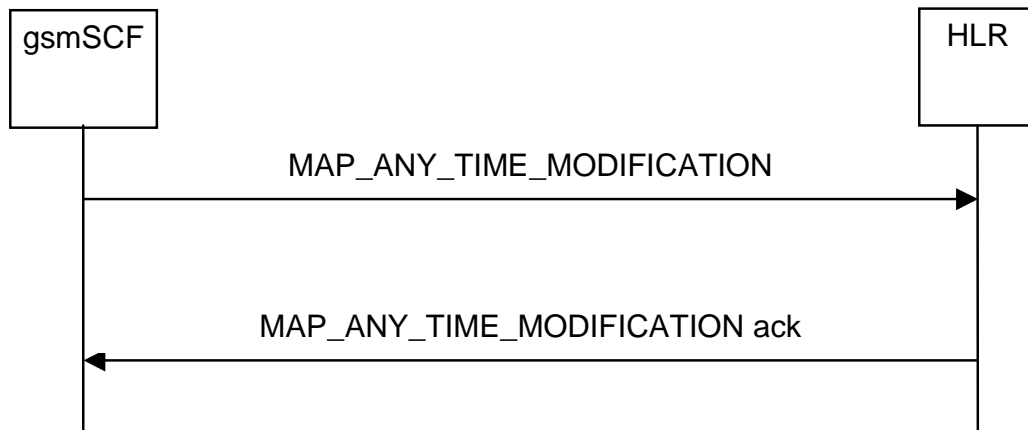 gsmSCF
HLR
MAP_ANY_TIME_MODIFICATION
MAP_ANY_TIME_MODIFICATION ack